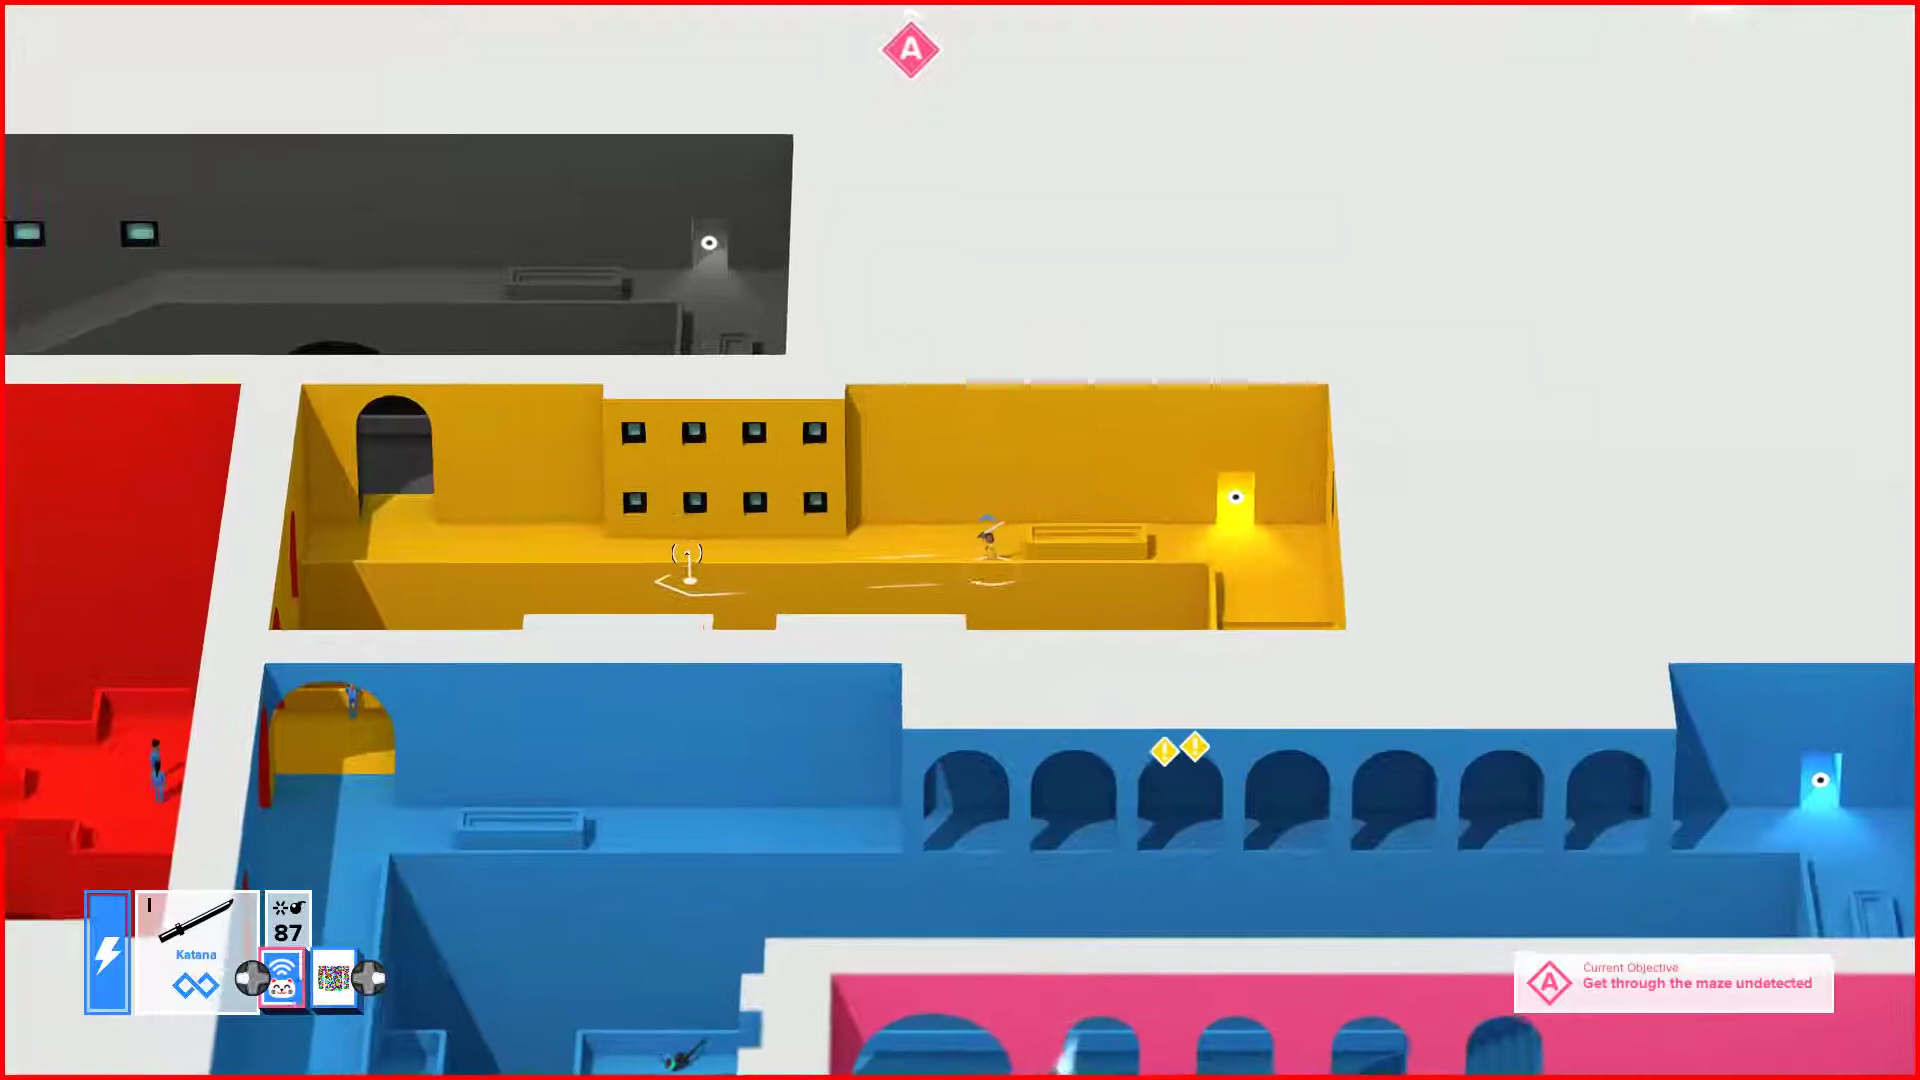 A
! !
I
87
Katana
A
Current Objective
Get through the maze undetected